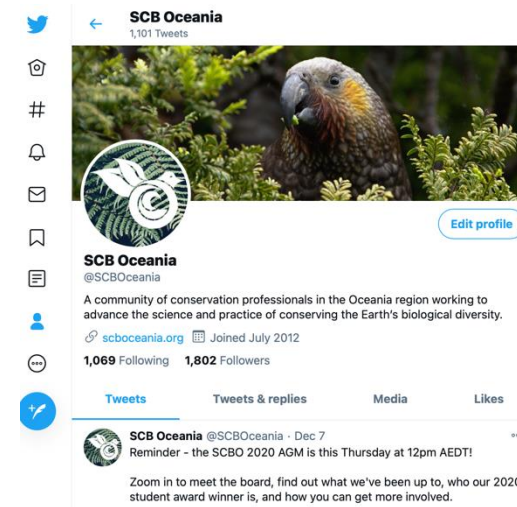 SCB Oceania
1,101 Tweets
Edit profile
SCB Oceania
@SCBOceania
A community of conservation professionals in the Oceania region working to
advance the science and practice of conserving the Earth's biological diversity.
scboceania.org Joined July 2012
1,069 Following 1,802 Followers
Tweets Tweets & replies Media Likes
SCB Oceania @SCBOceania · Dec 7
Reminder - the SCBO 2020 AGM is this Thursday at 12pm AEDT!
Zoom in to meet the board, find out what we've been up to, who our 2020
student award winner is, and how you can get more involved.